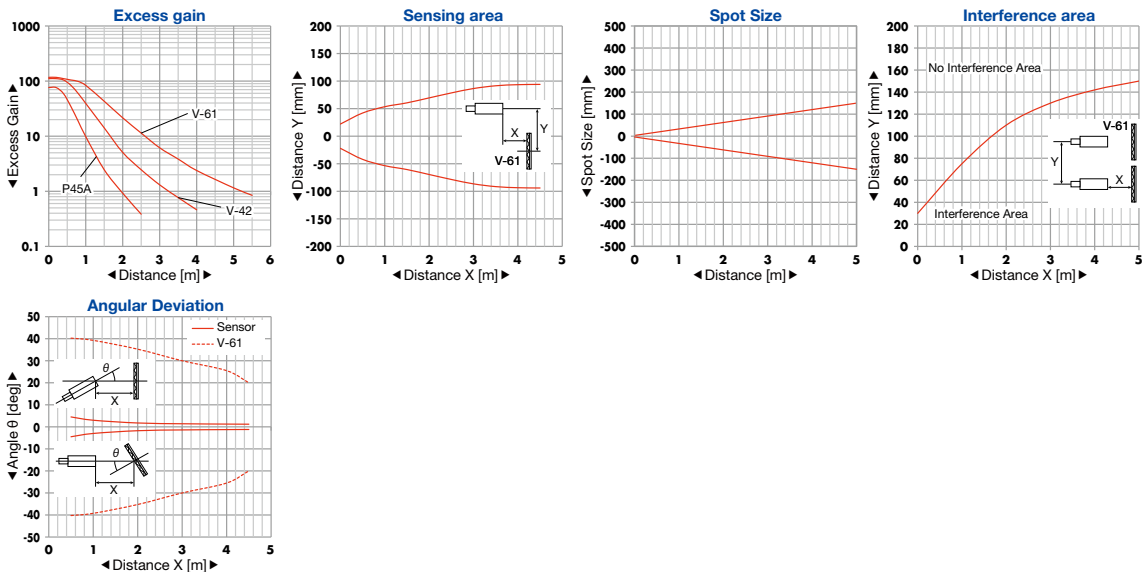 Excess gain
1000
100
10
1
0.1
◄Excess Gain►
V-61
P45A
V-42
0 1 2 3 4 5 6
◄Distance [m]►
Sensing area
200
150
100
50
0
-50
-100
-150
-200
◄Distance Y [mm]►
X
Y
V-61
0 1 2 3 4 5
◄Distance X [m]►
Spot Size
500
400
300
200
100
0
-100
-200
-300
-400
-500
◄Spot Size [mm]►
0 1 2 3 4 5
◄Distance [m]►
Interference area
200
180
160
140
120
100
80
60
40
20
0
◄Distance Y [mm]►
No Interference Area
V-61
Y
X
Interference Area
0 1 2 3 4 5
◄Distance X [m]►
Angular Deviation
50
40
30
20
10
0
-10
-20
-30
-40
-50
◄Angle θ [deg]►
Sensor
V-61
θ
X
θ
X
0 1 2 3 4 5
◄Distance X [m]►